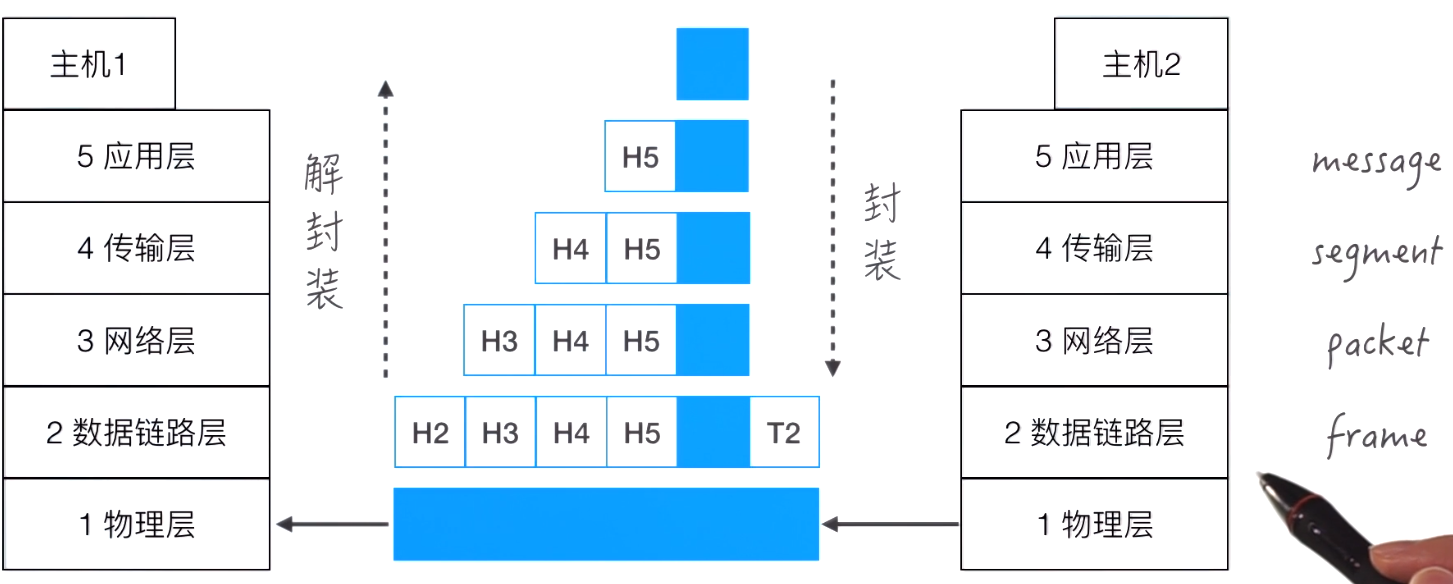 主机1
主机2
5 应用层
H5
5 应用层
message
解封装
封装
4 传输层
H4 H5
4 传输层
segment
3 网络层
H3 H4 H5
3 网络层
packet
2 数据链路层
H2 H3 H4 H5 T2
2 数据链路层
frame
1 物理层
1 物理层